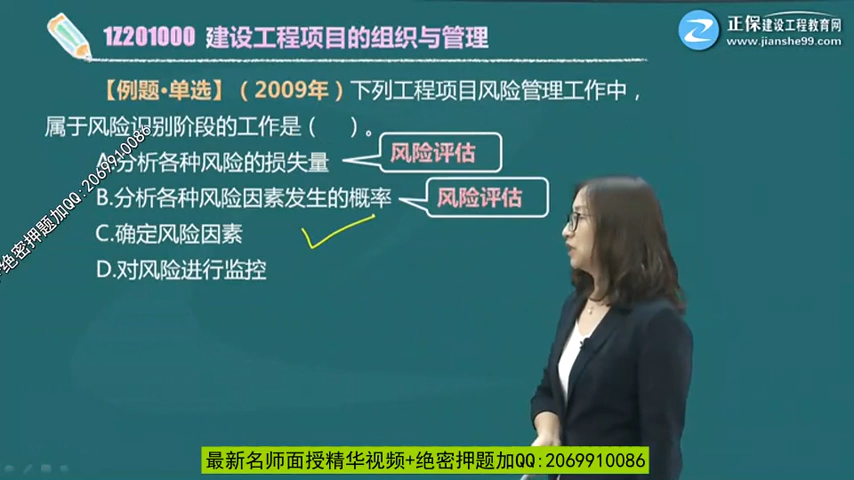 1Z201000 建设工程项目的组织与管理
正保建设工程教育网
www.jianshe99.com
【例题·单选】（2009年）下列工程项目风险管理工作中，
属于风险识别阶段的工作是（ ）。
A.分析各种风险的损失量
风险评估
B.分析各种风险因素发生的概率
风险评估
C.确定风险因素
D.对风险进行监控
绝密押题加QQ:2069910086
最新名师面授精华视频+绝密押题加QQ:2069910086